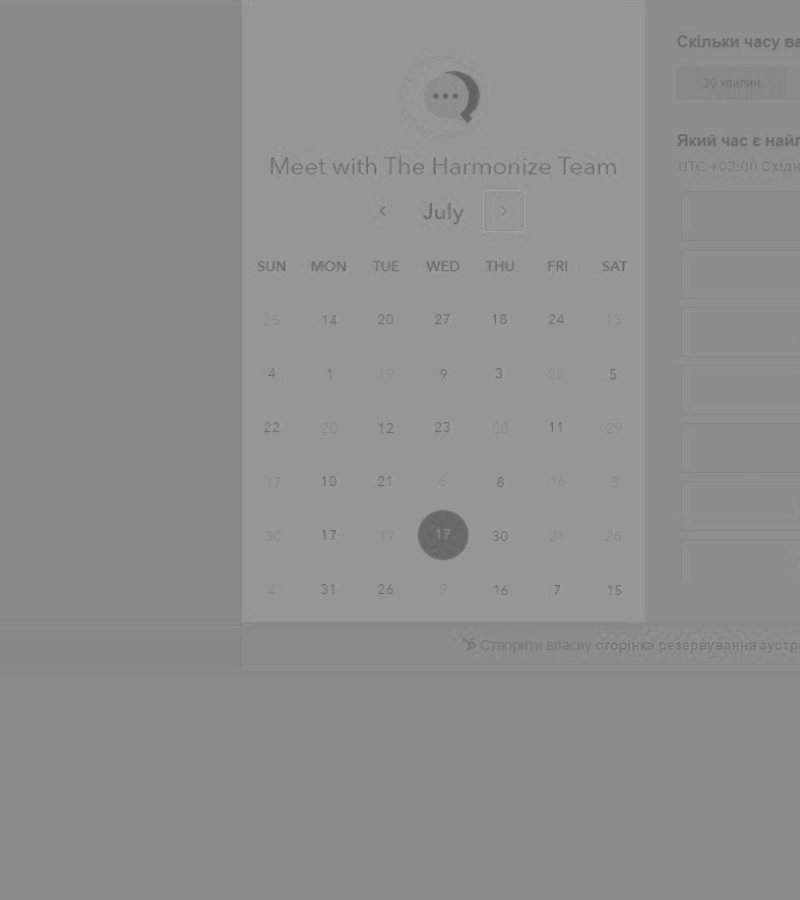 Скільки часу ва
30 хвилин.
Meet with The Harmonize Team
Який час є найл
UTC +03:00 Східн
July
SUN MON TUE WED THU FRI SAT
25 14 20 27 18 24 13
4 1 19 9 3 28 5
22 20 12 23 30 11 29
17 10 21 6 8 16 3
30 17 17 17 30 21 26
4 31 26 9 16 7 15
Створити власну сторінка резервування зустрі